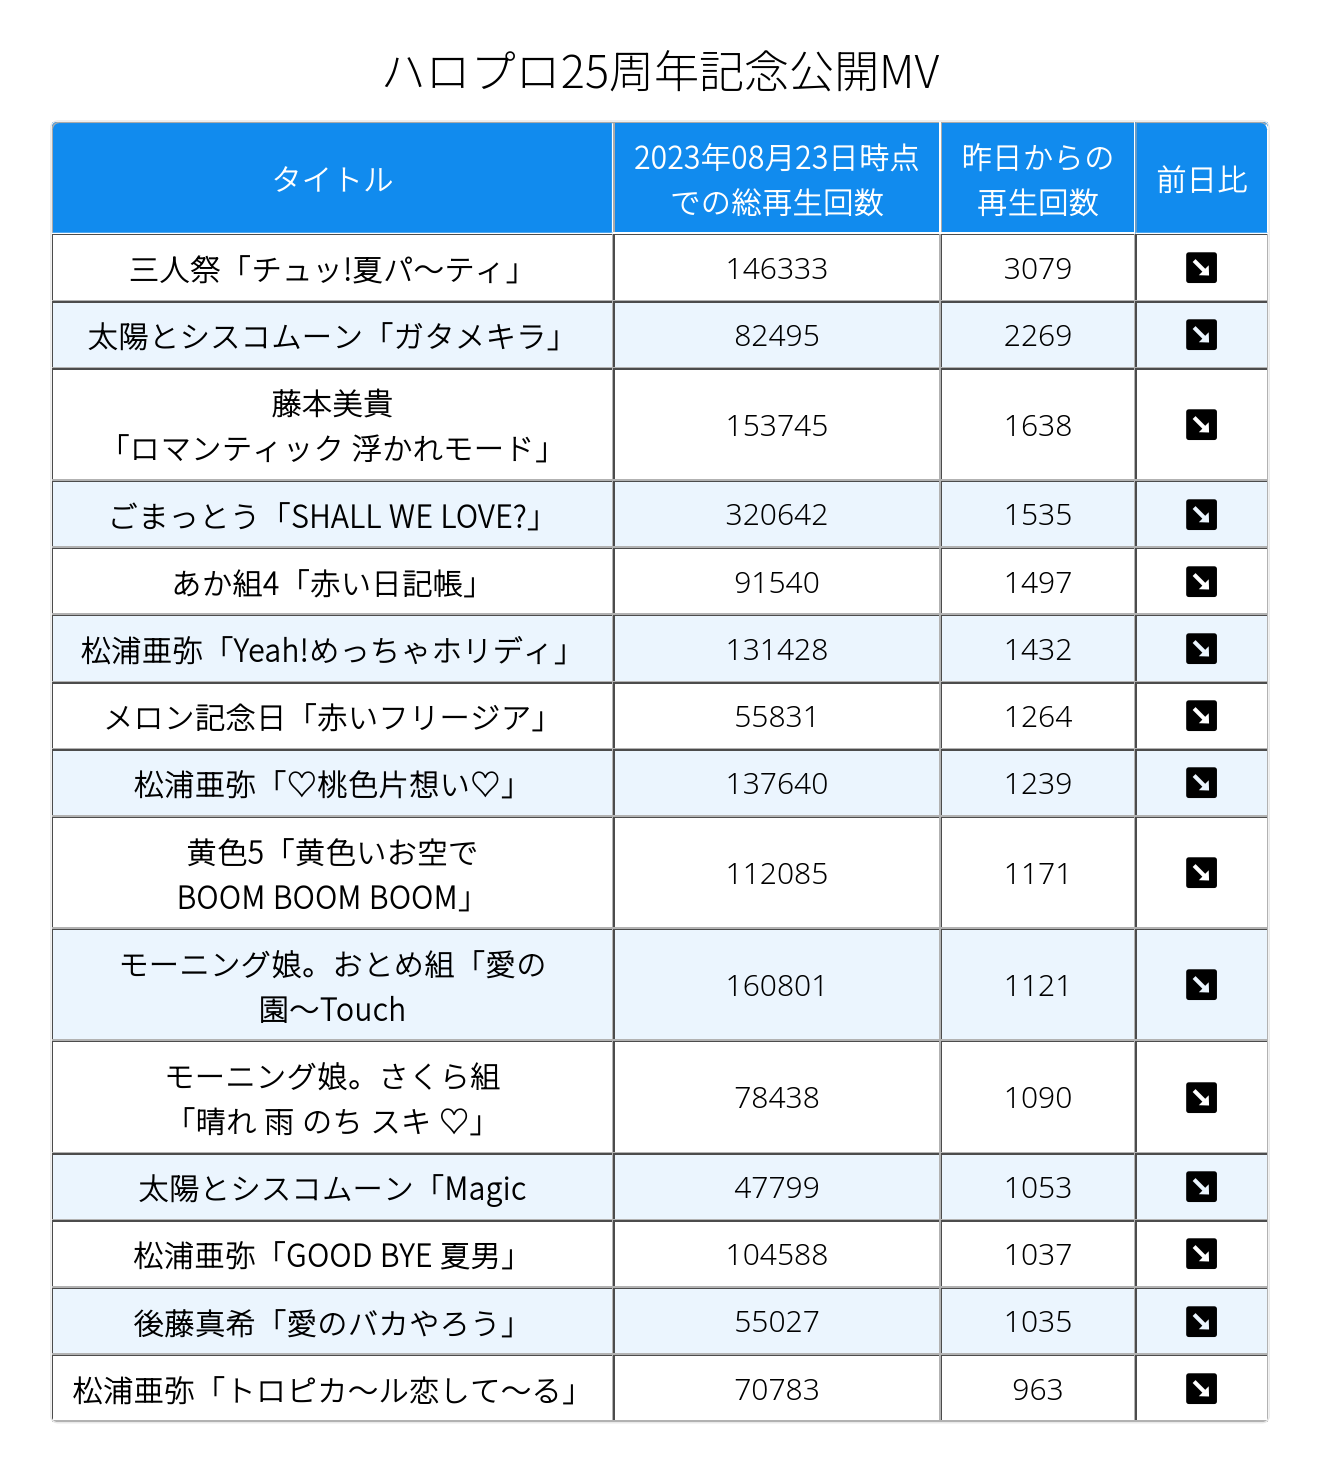 ハロプロ25周年記念公開MV
タイトル
2023年08月23日時点
での総再生回数
昨日からの
再生回数
前日比
三人祭「チュッ!夏パ〜ティ」 146333 3079
太陽とシスコムーン「ガタメキラ」 82495 2269
藤本美貴
「ロマンティック 浮かれモード」 153745 1638
ごまっとう「SHALL WE LOVE?」 320642 1535
あか組4「赤い日記帳」 91540 1497
松浦亜弥「Yeah!めっちゃホリディ」 131428 1432
メロン記念日「赤いフリージア」 55831 1264
松浦亜弥「♡桃色片想い♡」 137640 1239
黄色5「黄色いお空で
BOOM BOOM BOOM」 112085 1171
モーニング娘。おとめ組「愛の
園〜Touch 160801 1121
モーニング娘。さくら組
「晴れ 雨 のち スキ ♡」 78438 1090
太陽とシスコムーン「Magic 47799 1053
松浦亜弥「GOOD BYE 夏男」 104588 1037
後藤真希「愛のバカやろう」 55027 1035
松浦亜弥「トロピカ〜ル恋して〜る」 70783 963